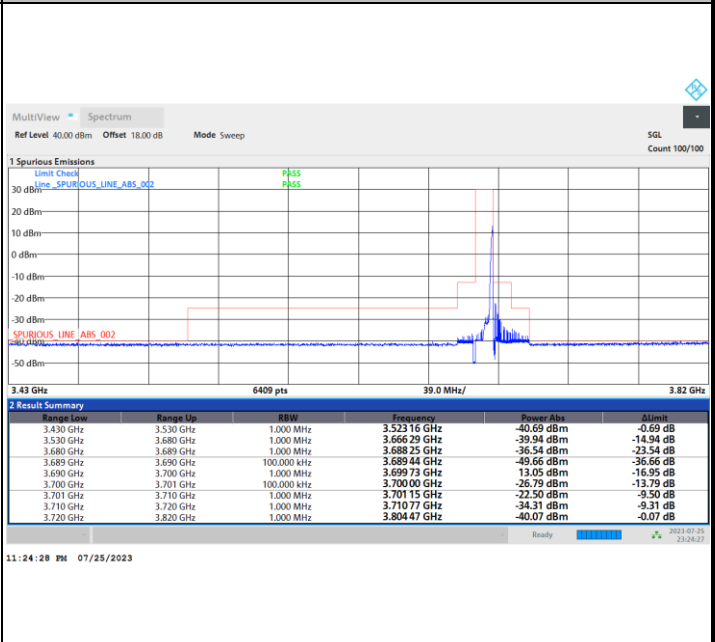 MultiView Spectrum
Ref Level 40.00 dBm Offset 18.00 dB Mode Sweep SGL
Count 100/100
1 Spurious Emissions
Limit Check PASS
Line _SPURIOUS_LINE_ABS_002 PASS
30 dBm
20 dBm
10 dBm
0 dBm
-10 dBm
-20 dBm
-30 dBm
SPURIOUS_LINE_ABS_002
-40 dBm
-50 dBm
3.43 GHz 6409 pts 39.0 MHz/ 3.82 GHz
2 Result Summary
Range Low Range Up RBW Frequency Power Abs ΔLimit
3.430 GHz 3.530 GHz 1.000 MHz 3.52316 GHz -40.69 dBm -0.69 dB
3.530 GHz 3.680 GHz 1.000 MHz 3.66629 GHz -39.94 dBm -14.94 dB
3.680 GHz 3.689 GHz 1.000 MHz 3.68825 GHz -36.54 dBm -23.54 dB
3.689 GHz 3.690 GHz 100.000 kHz 3.68944 GHz -49.66 dBm -36.66 dB
3.690 GHz 3.700 GHz 1.000 MHz 3.69973 GHz 13.05 dBm -16.95 dB
3.700 GHz 3.701 GHz 100.000 kHz 3.70000 GHz -26.79 dBm -13.79 dB
3.701 GHz 3.710 GHz 1.000 MHz 3.70115 GHz -22.50 dBm -9.50 dB
3.710 GHz 3.720 GHz 1.000 MHz 3.71077 GHz -34.31 dBm -9.31 dB
3.720 GHz 3.820 GHz 1.000 MHz 3.80447 GHz -40.07 dBm -0.07 dB
Ready 2023-07-25
23:24:27
11:24:28 PM 07/25/2023